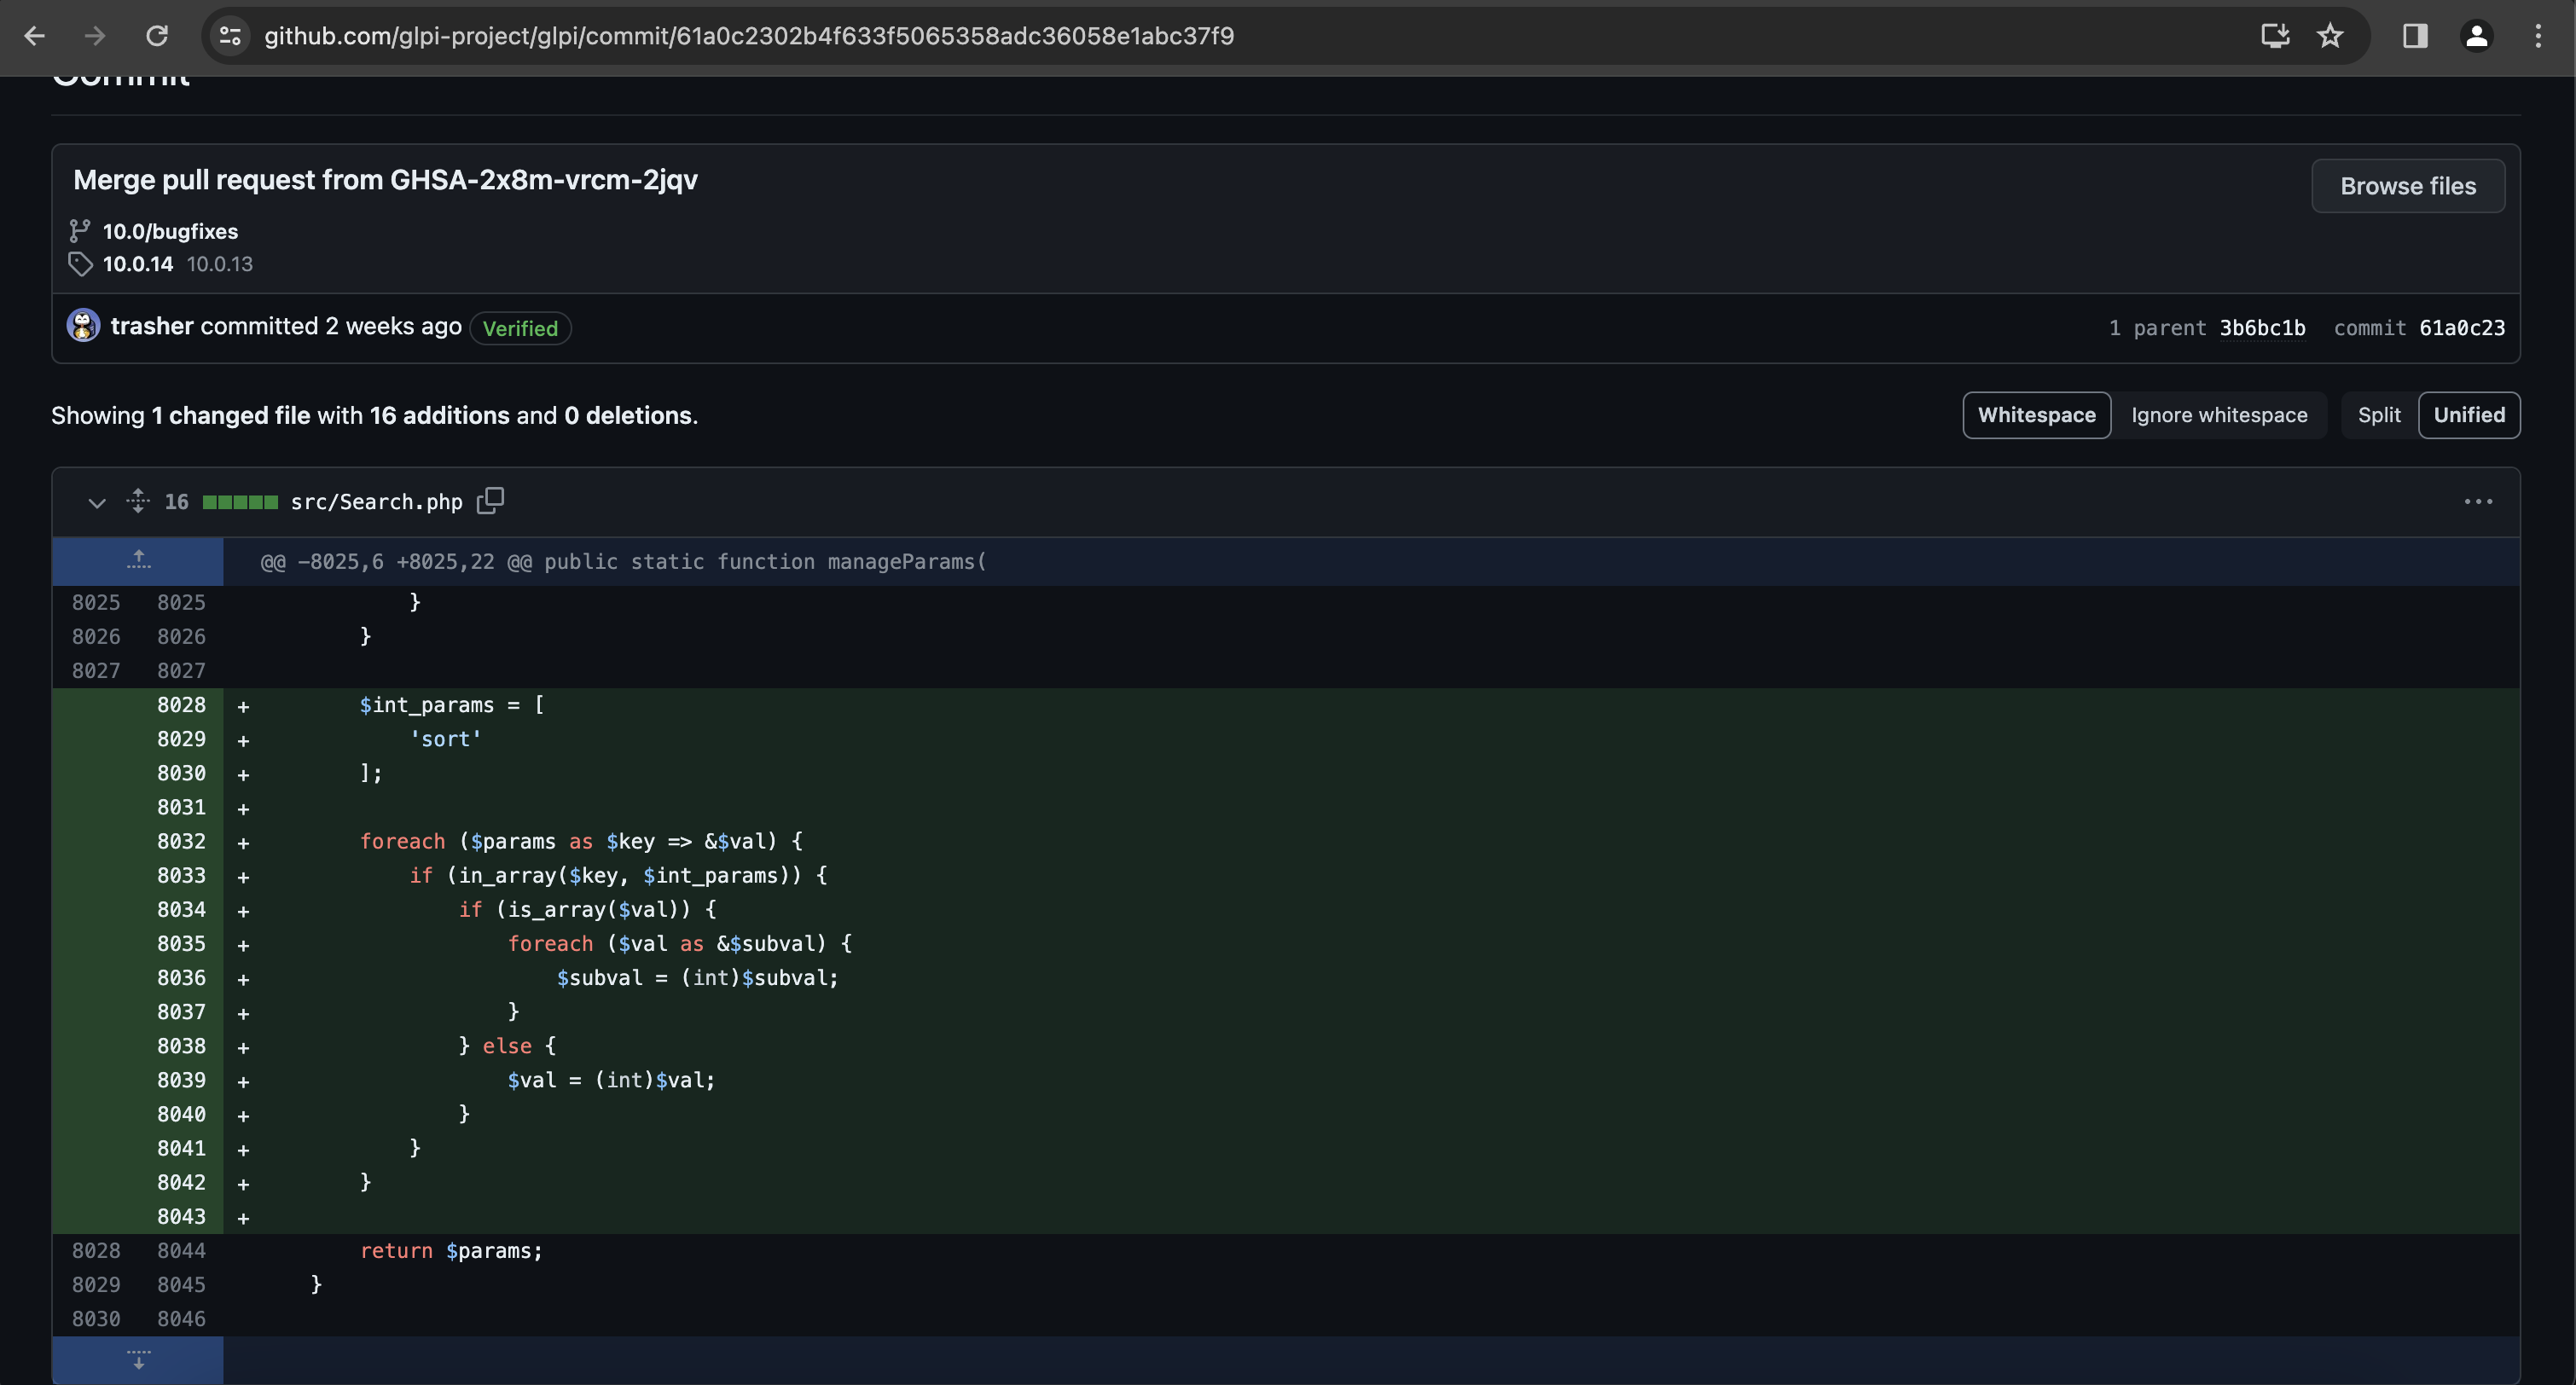 github.com/glpi-project/glpi/commit/61a0c2302b4f633f5065358adc36058e1abc37f9
Commit
Merge pull request from GHSA-2x8m-vrcm-2jqv
Browse files
10.0/bugfixes
10.0.14 10.0.13
trasher committed 2 weeks ago Verified
1 parent 3b6bc1b commit 61a0c23
Showing 1 changed file with 16 additions and 0 deletions.
Whitespace Ignore whitespace Split Unified
16 src/Search.php
@@ -8025,6 +8025,22 @@ public static function manageParams(
8025 8025 }
8026 8026 }
8027 8027
8028 + $int_params = [
8029 + 'sort'
8030 + ];
8031 +
8032 + foreach ($params as $key => &$val) {
8033 + if (in_array($key, $int_params)) {
8034 + if (is_array($val)) {
8035 + foreach ($val as &$subval) {
8036 + $subval = (int)$subval;
8037 + }
8038 + } else {
8039 + $val = (int)$val;
8040 + }
8041 + }
8042 + }
8043 +
8028 8044 return $params;
8029 8045 }
8030 8046